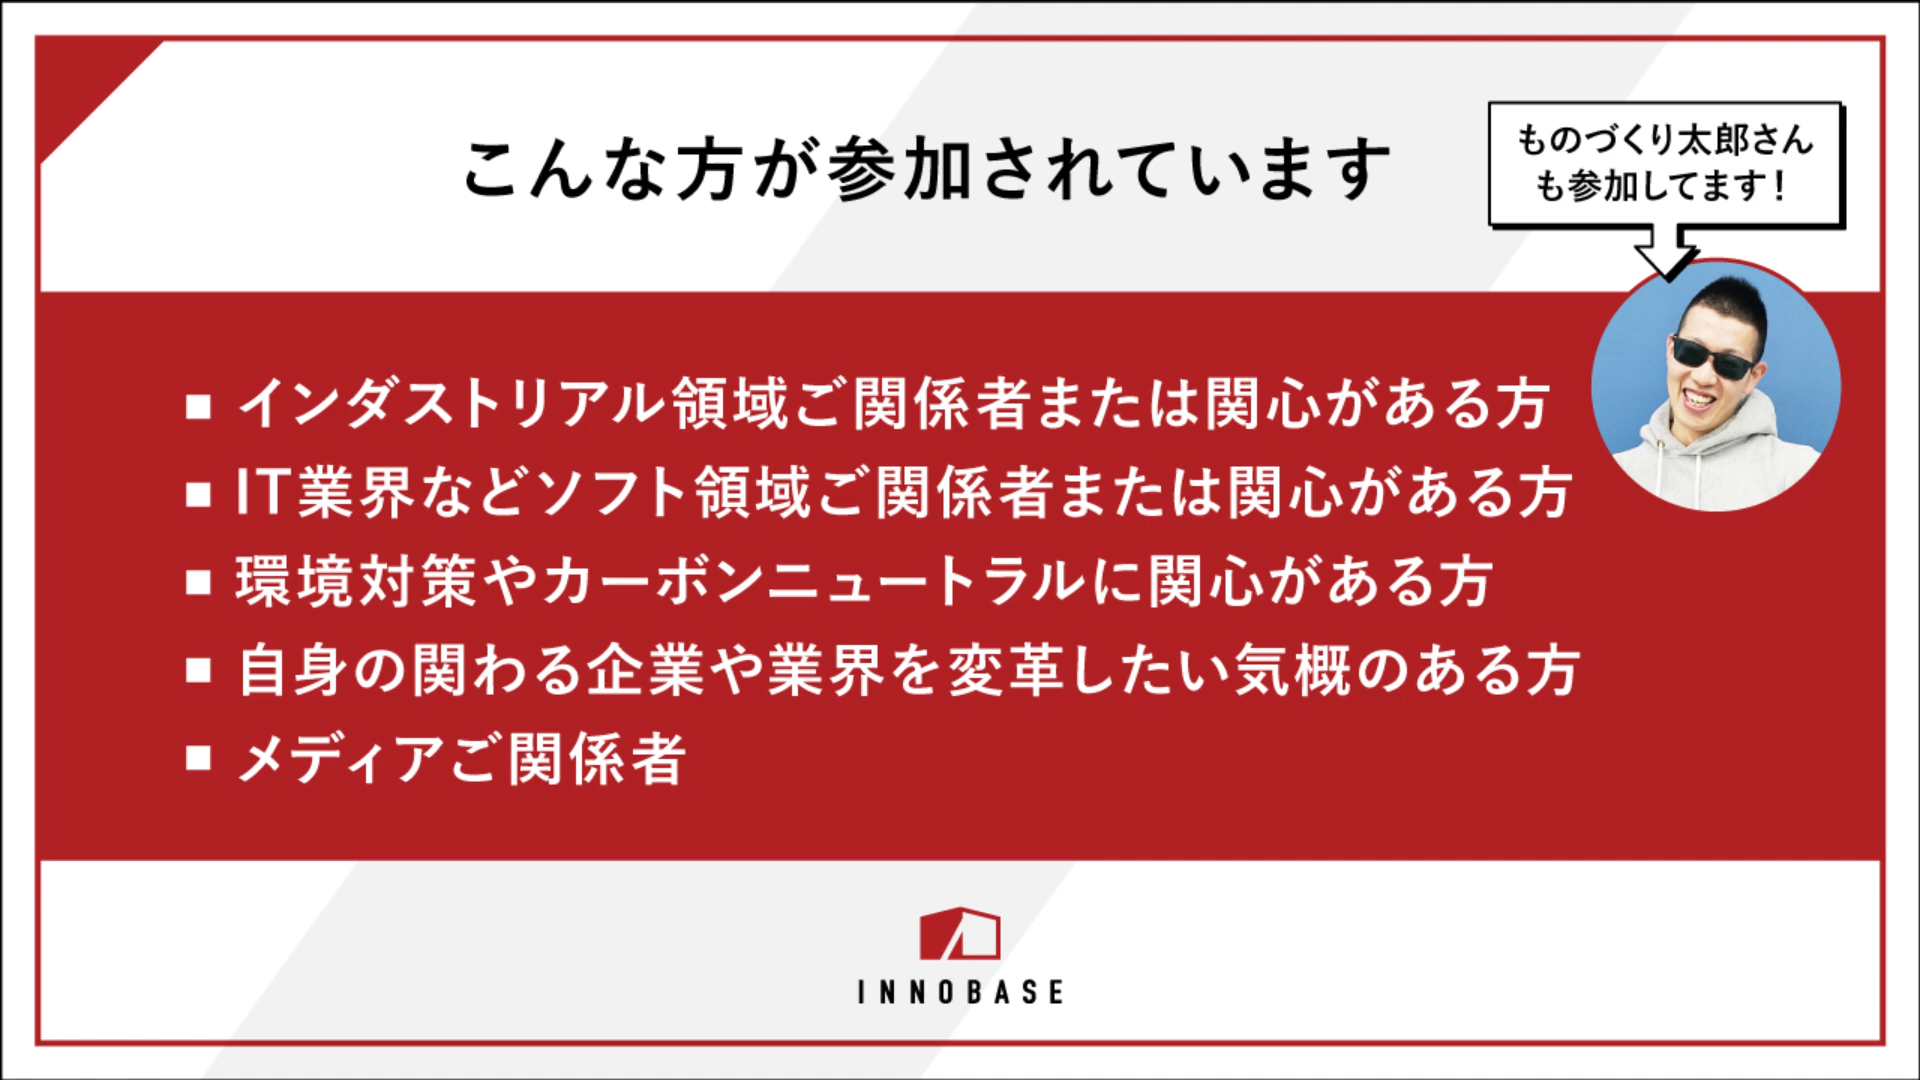 こんな方が参加されています
ものづくり太郎さん
も参加してます！
■ インダストリアル領域ご関係者または関心がある方
■ IT業界などソフト領域ご関係者または関心がある方
■ 環境対策やカーボンニュートラルに関心がある方
■ 自身の関わる企業や業界を変革したい気概のある方
■ メディアご関係者
INNOBASE